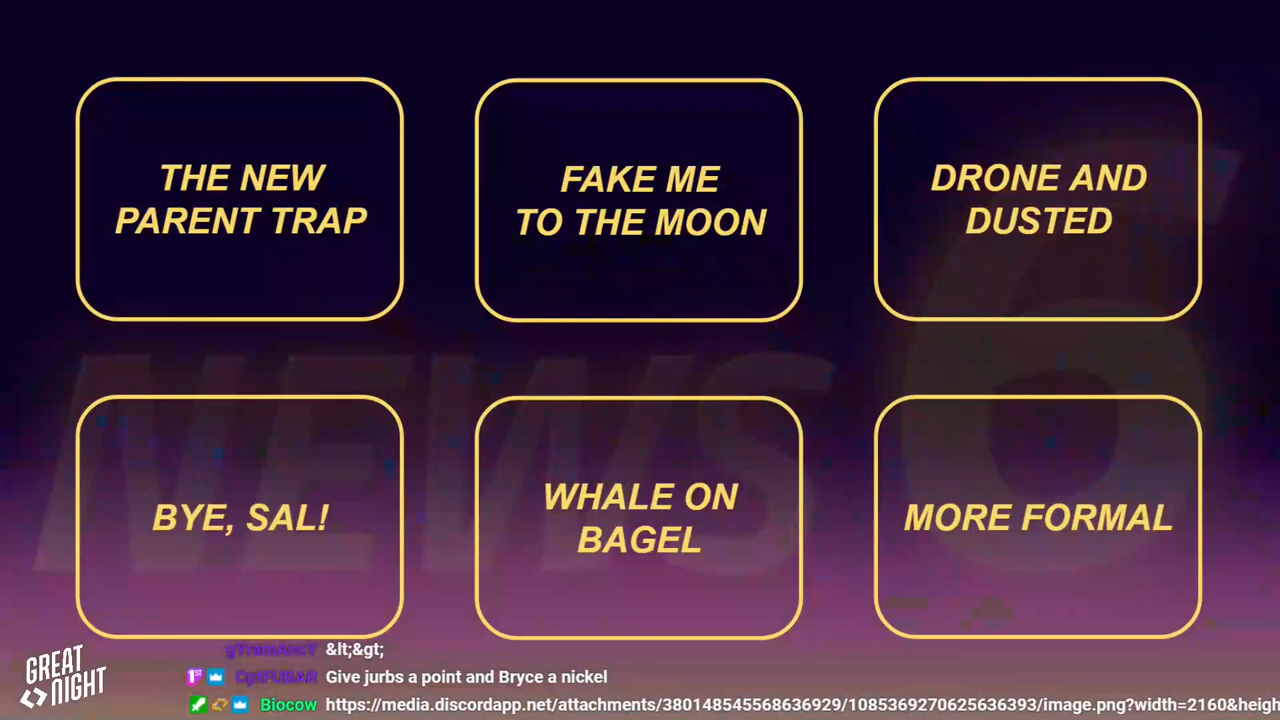 THE NEW
PARENT TRAP
FAKE ME
TO THE MOON
DRONE AND
DUSTED
BYE, SAL!
WHALE ON
BAGEL
MORE FORMAL
NEWS 6
GREAT
NIGHT
&lt;&gt;
CptFUBAR Give jurbs a point and Bryce a nickel
Biocow https://media.discordapp.net/attachments/380148545568636929/1085369270625636393/image.png?width=2160&heigh